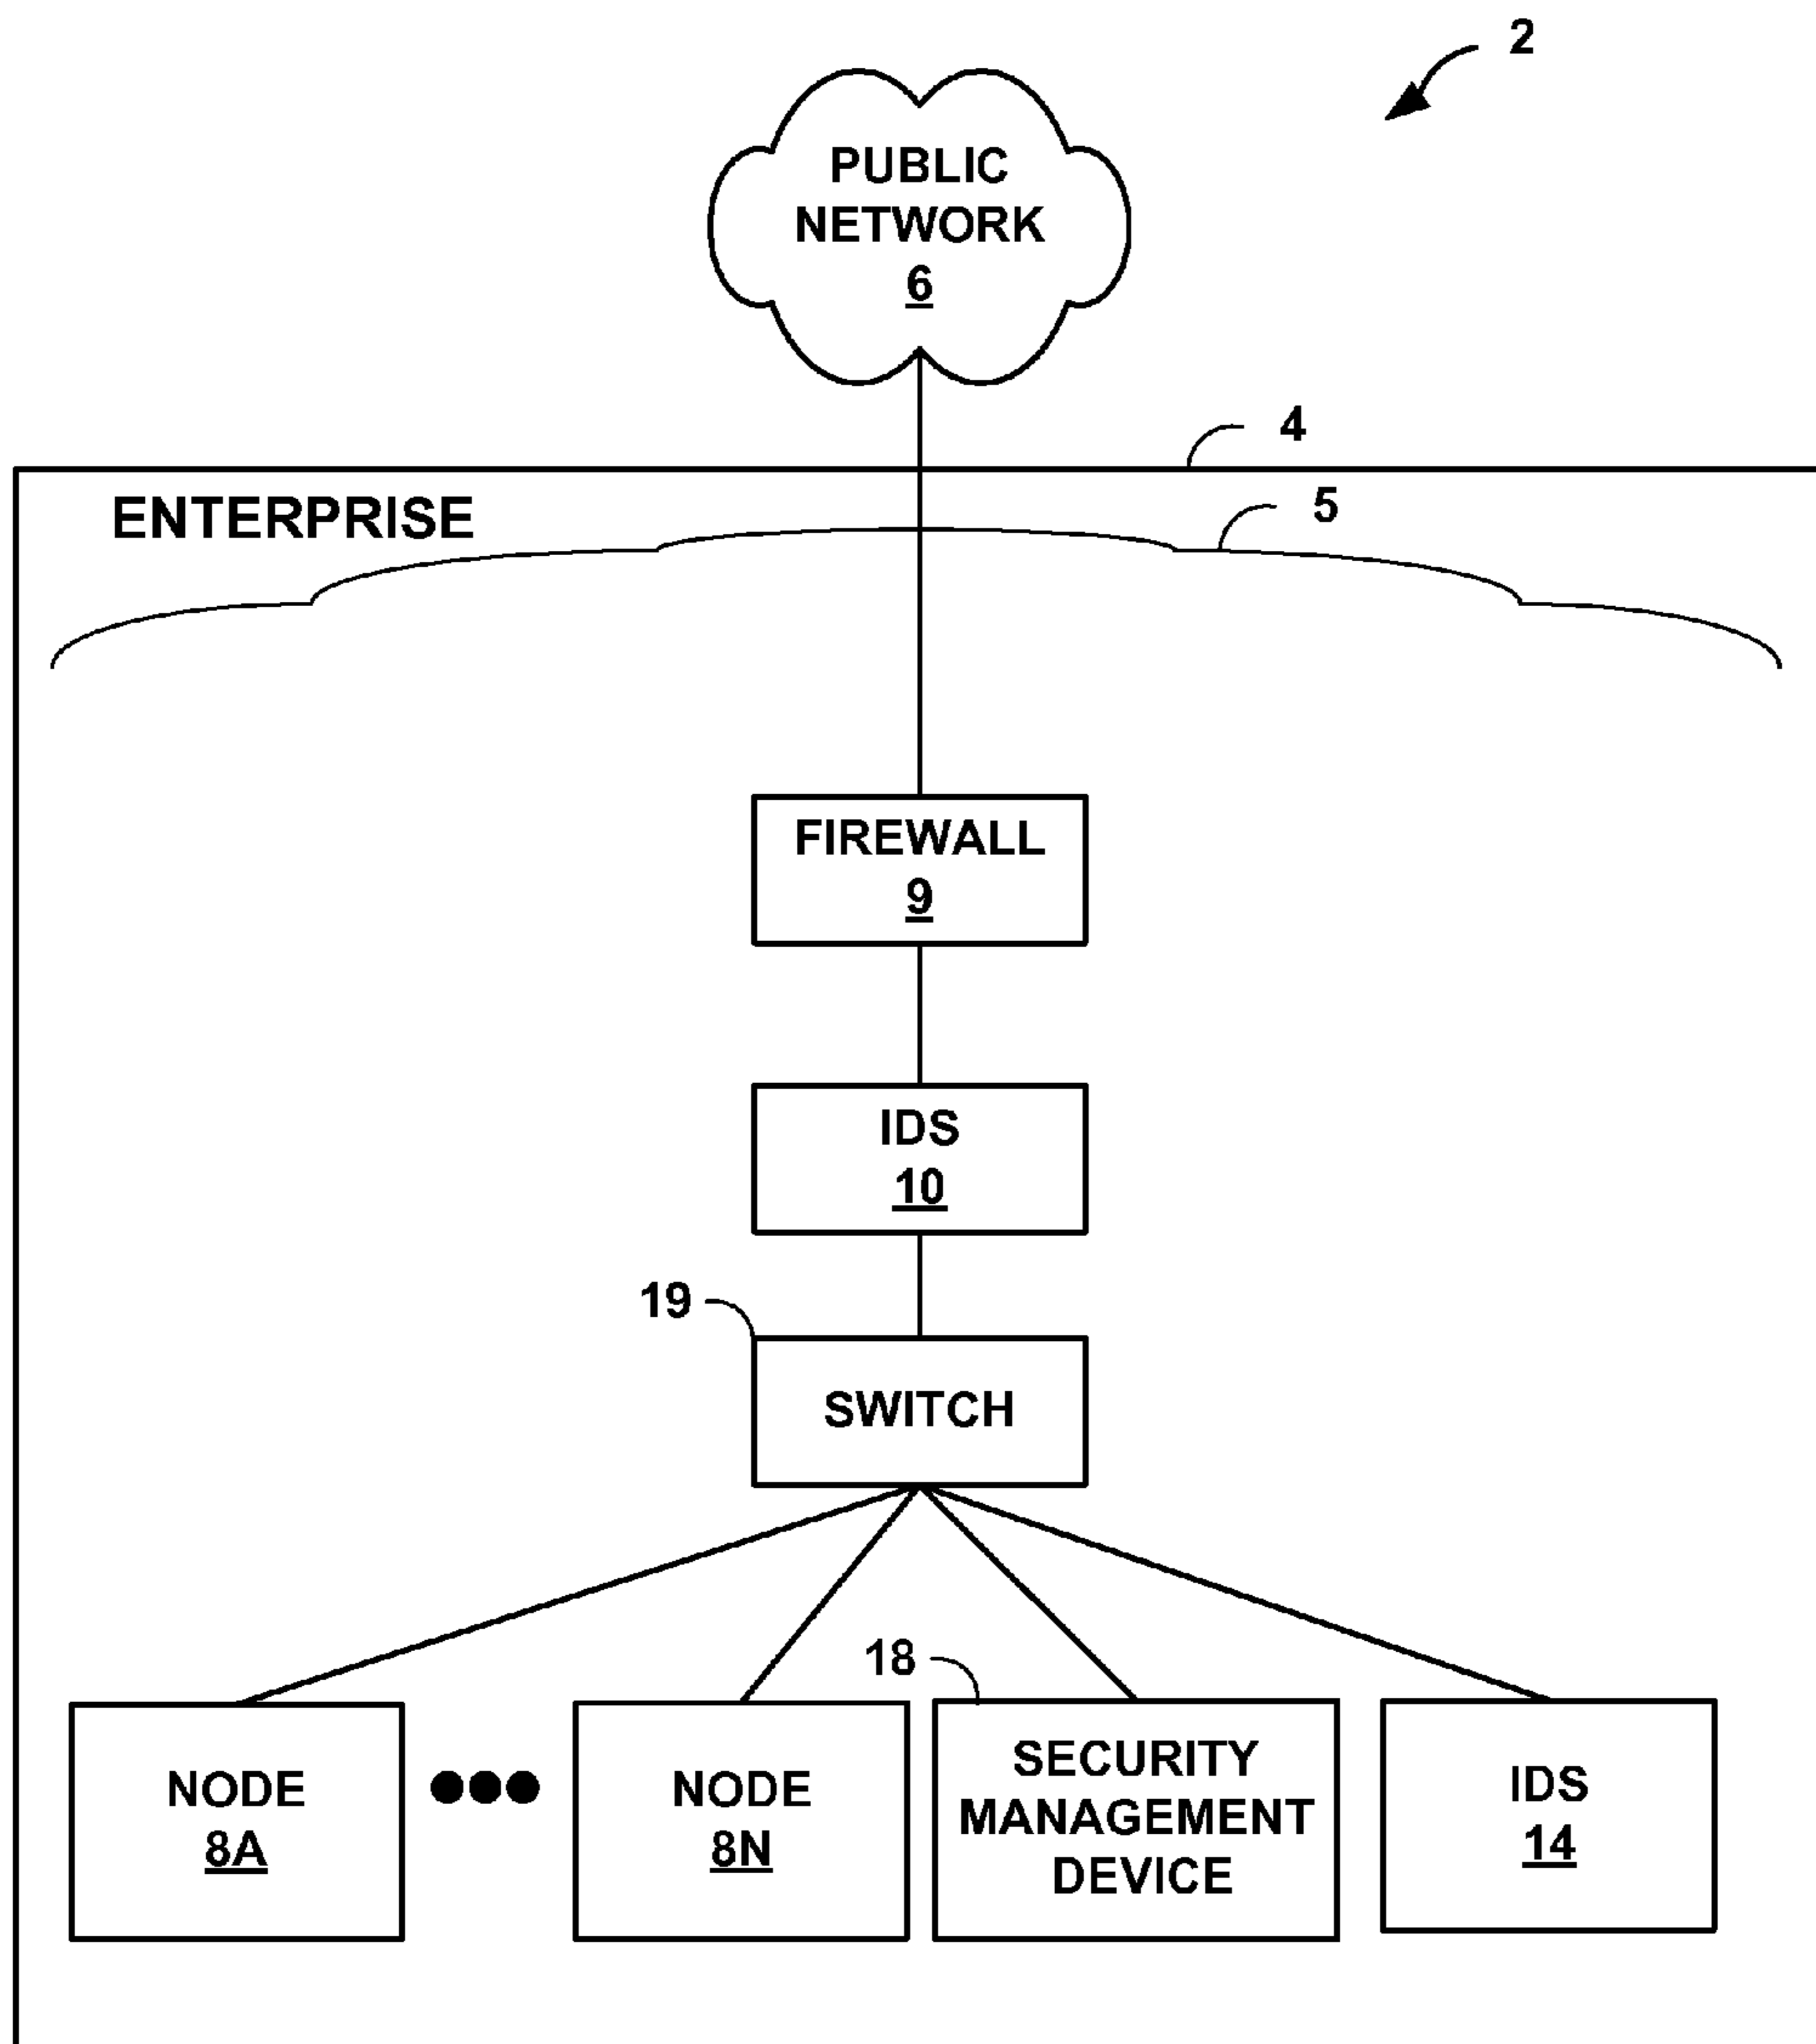 2
PUBLIC
NETWORK
6
4
ENTERPRISE
5
FIREWALL
9
IDS
10
19
SWITCH
18
NODE
8A
NODE
8N
SECURITY
MANAGEMENT
DEVICE
IDS
14